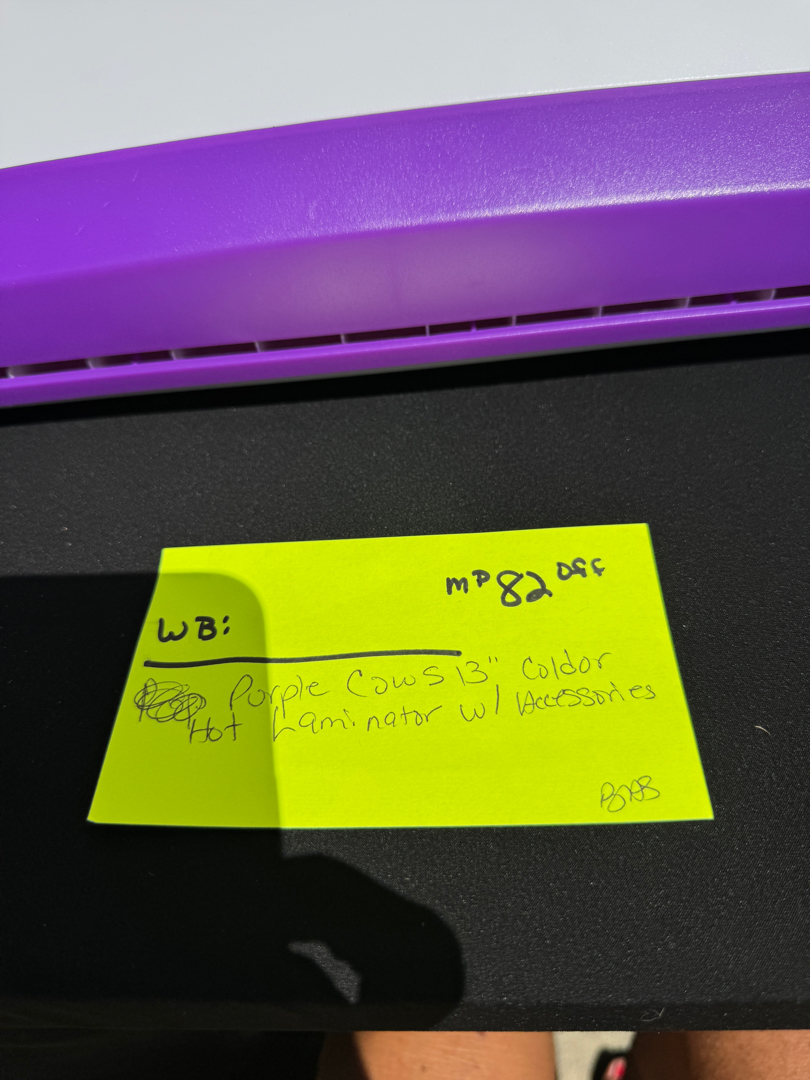 MP 82 OFF
WB:
Purple Cows 13" Coldor
Hot Laminator w/ Accessories